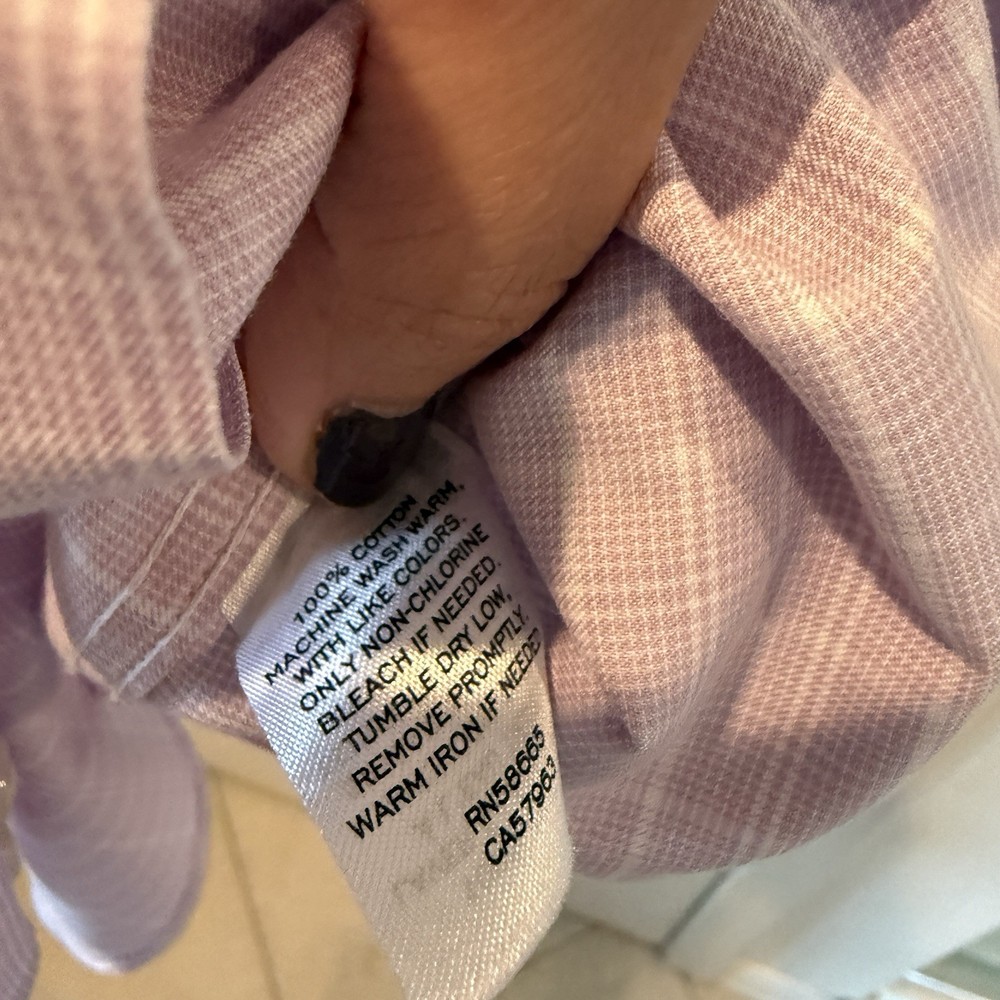 100% COTTON
MACHINE WASH WARM,
WITH LIKE COLORS.
ONLY NON-CHLORINE
BLEACH IF NEEDED.
TUMBLE DRY LOW,
REMOVE PROMPTLY.
WARM IRON IF NEEDED
RN58665
CA57963